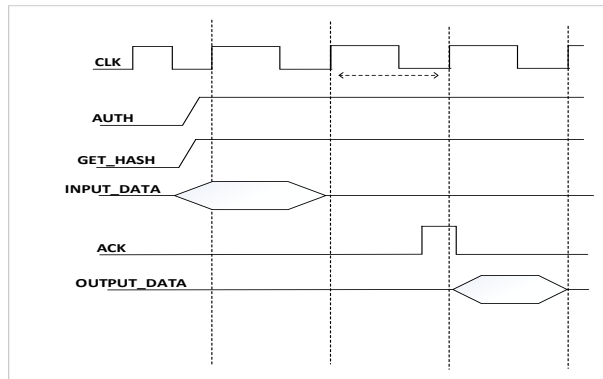 CLK
AUTH
GET_HASH
INPUT_DATA
ACK
OUTPUT_DATA